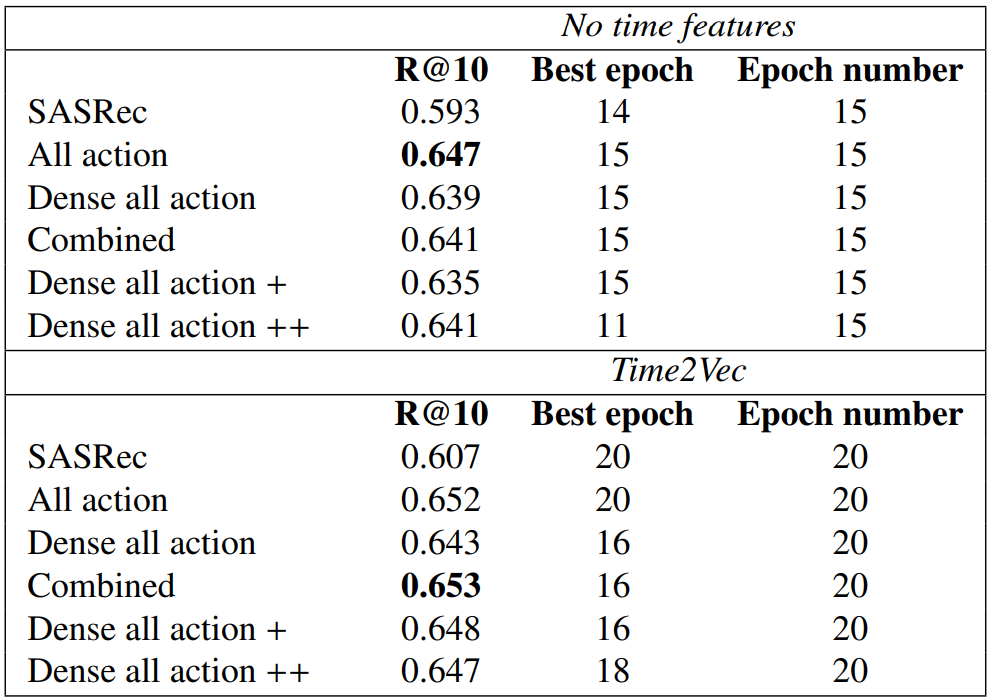 No time features
R@10 Best epoch Epoch number
SASRec 0.593 14 15
All action 0.647 15 15
Dense all action 0.639 15 15
Combined 0.641 15 15
Dense all action + 0.635 15 15
Dense all action ++ 0.641 11 15
Time2Vec
R@10 Best epoch Epoch number
SASRec 0.607 20 20
All action 0.652 20 20
Dense all action 0.643 16 20
Combined 0.653 16 20
Dense all action + 0.648 16 20
Dense all action ++ 0.647 18 20